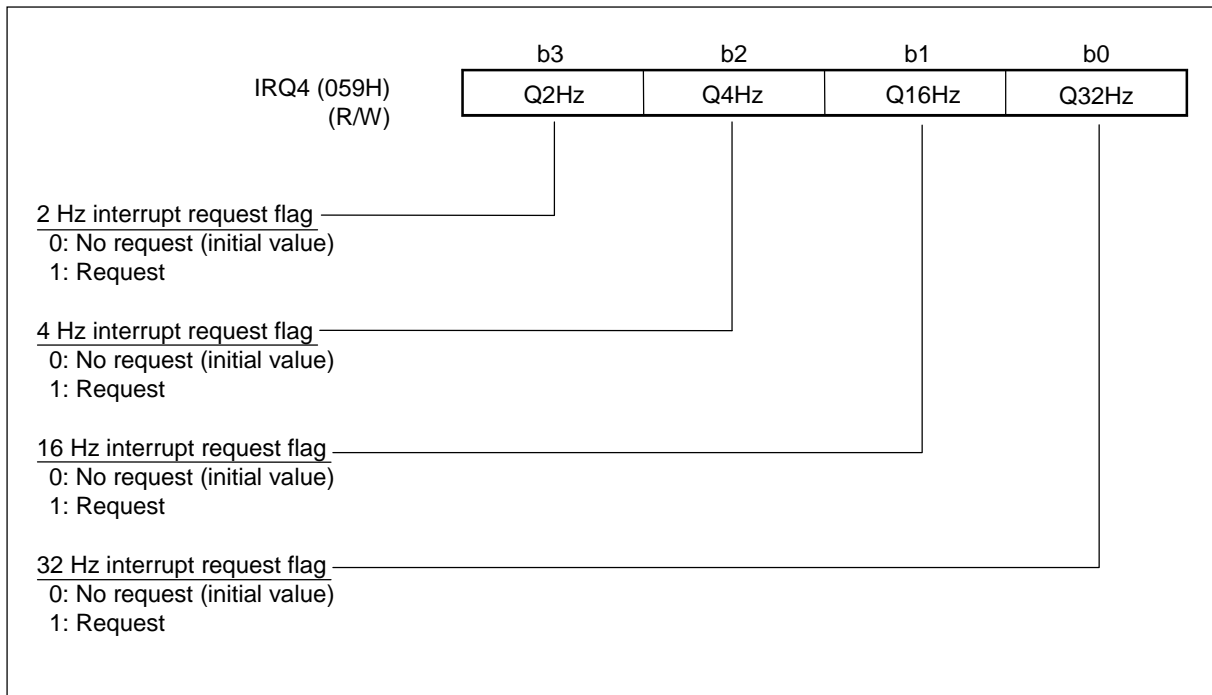 b3 b2 b1 b0
IRQ4 (059H) Q2Hz Q4Hz Q16Hz Q32Hz
(R/W)
2 Hz interrupt request flag
0: No request (initial value)
1: Request
4 Hz interrupt request flag
0: No request (initial value)
1: Request
16 Hz interrupt request flag
0: No request (initial value)
1: Request
32 Hz interrupt request flag
0: No request (initial value)
1: Request